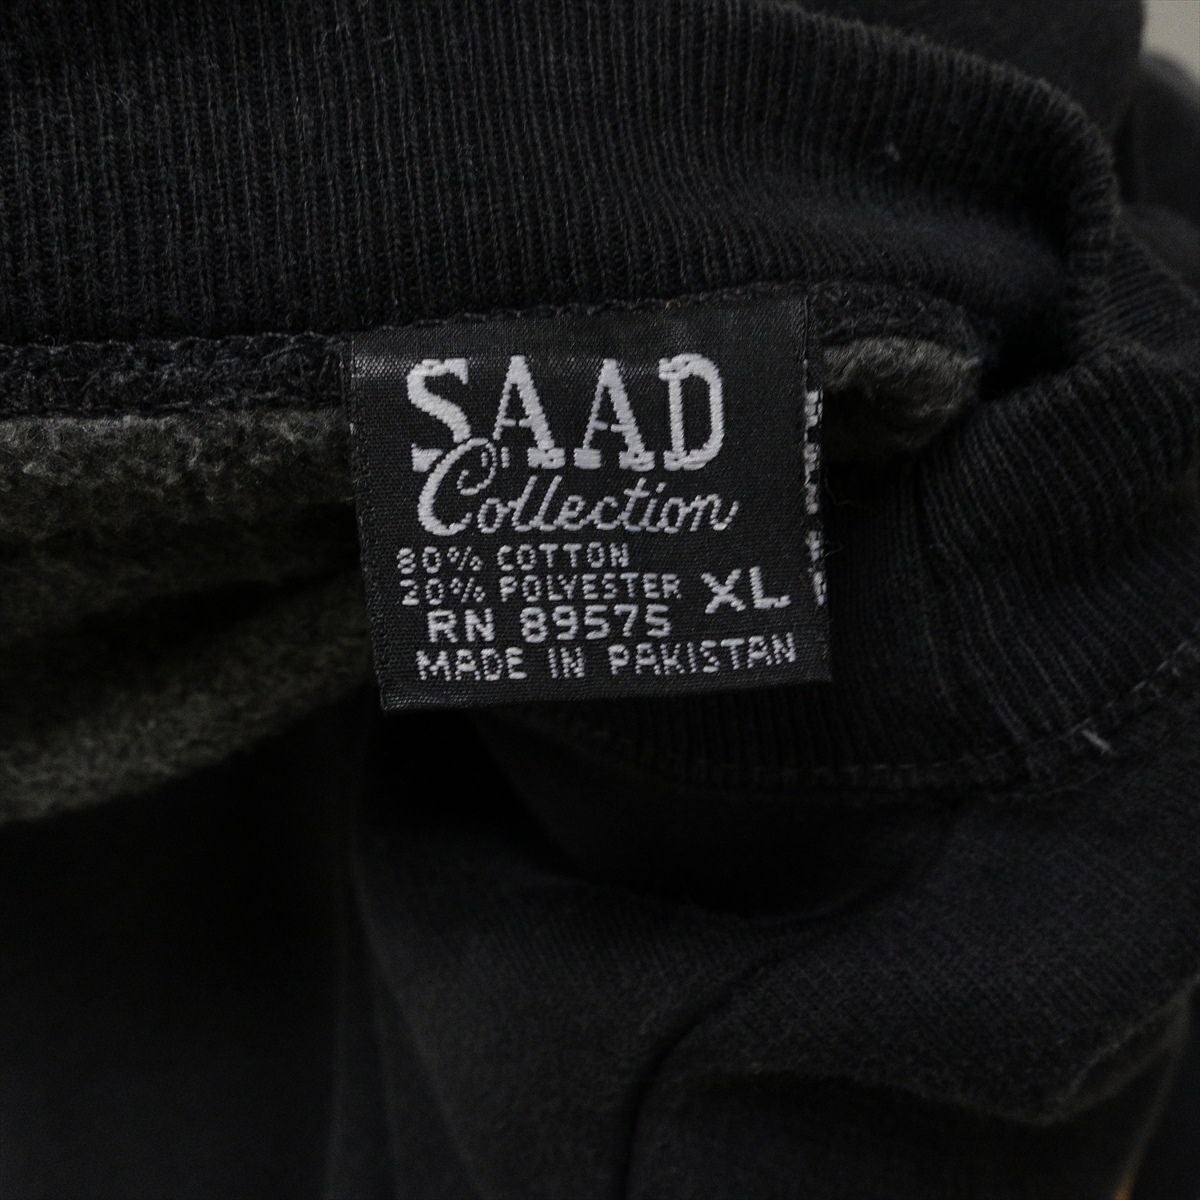 SAAD
Collection
80% COTTON
20% POLYESTER XL
RN 89575
MADE IN PAKISTAN